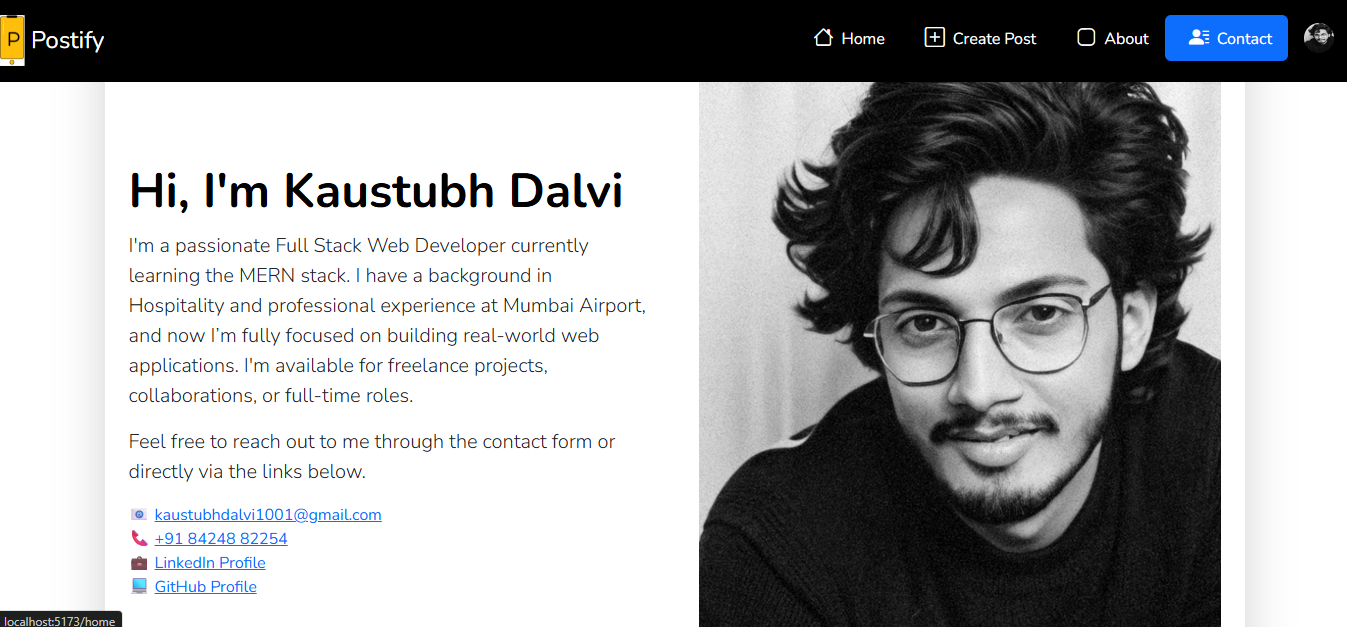 P Postify
Home
Create Post
About
Contact
Hi, I'm Kaustubh Dalvi
I'm a passionate Full Stack Web Developer currently
learning the MERN stack. I have a background in
Hospitality and professional experience at Mumbai Airport,
and now I’m fully focused on building real-world web
applications. I'm available for freelance projects,
collaborations, or full-time roles.
Feel free to reach out to me through the contact form or
directly via the links below.
kaustubhdalvi1001@gmail.com
+91 84248 82254
LinkedIn Profile
GitHub Profile
localhost:5173/home